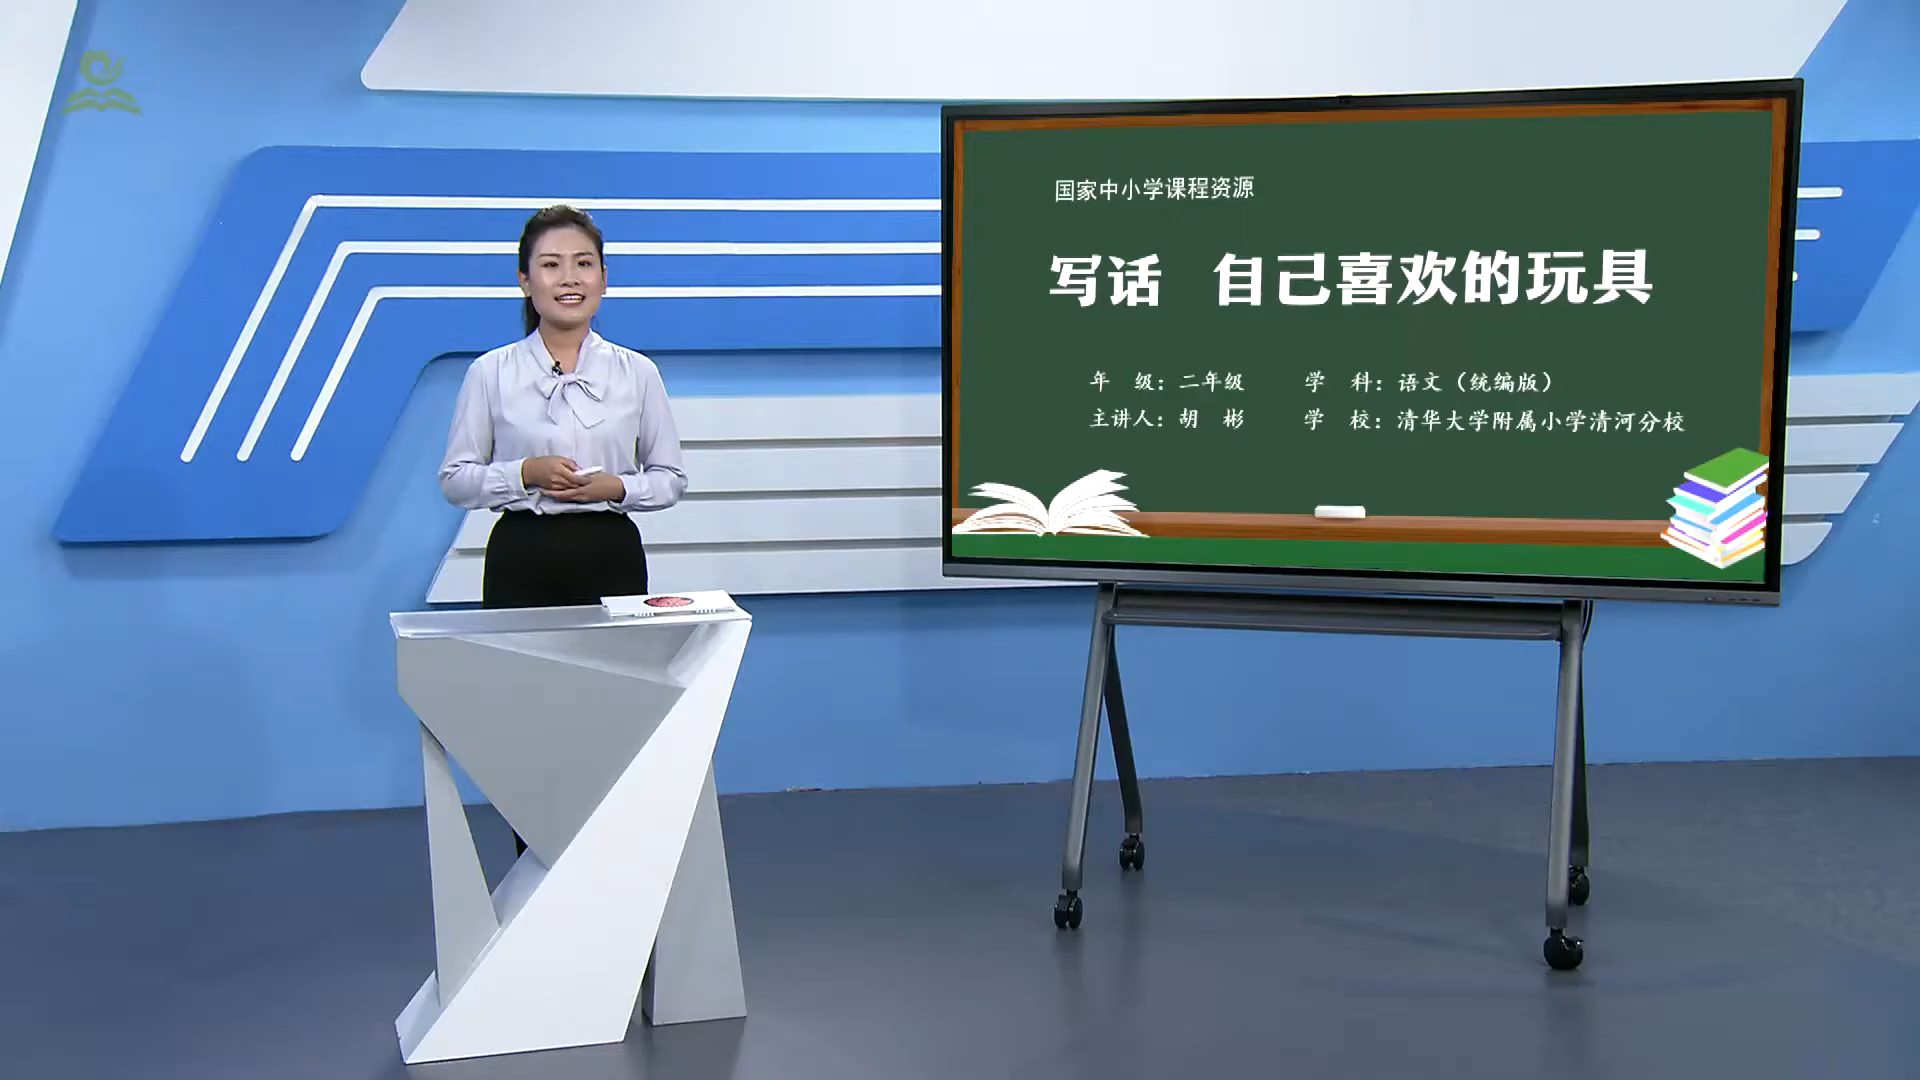 国家中小学课程资源
写话 自己喜欢的玩具
年 级：二年级 学 科：语文（统编版）
主讲人：胡 彬 学 校：清华大学附属小学清河分校